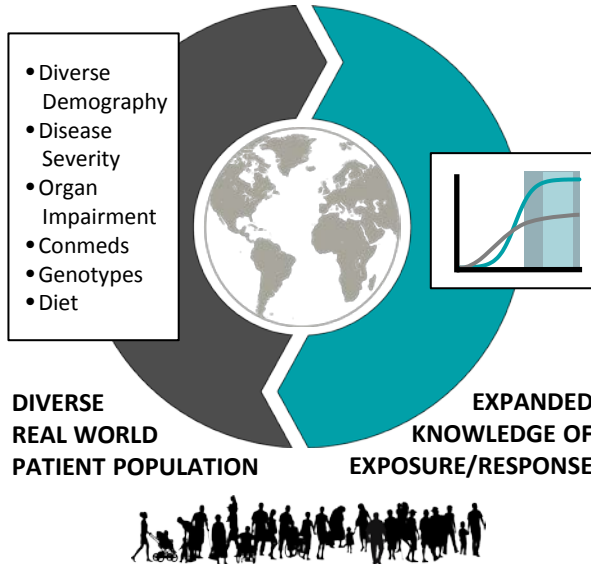 • Diverse
Demography
• Disease
Severity
• Organ
Impairment
• Conmeds
• Genotypes
• Diet
DIVERSE
REAL WORLD
PATIENT POPULATION
EXPANDED
KNOWLEDGE OF
EXPOSURE/RESPONSE